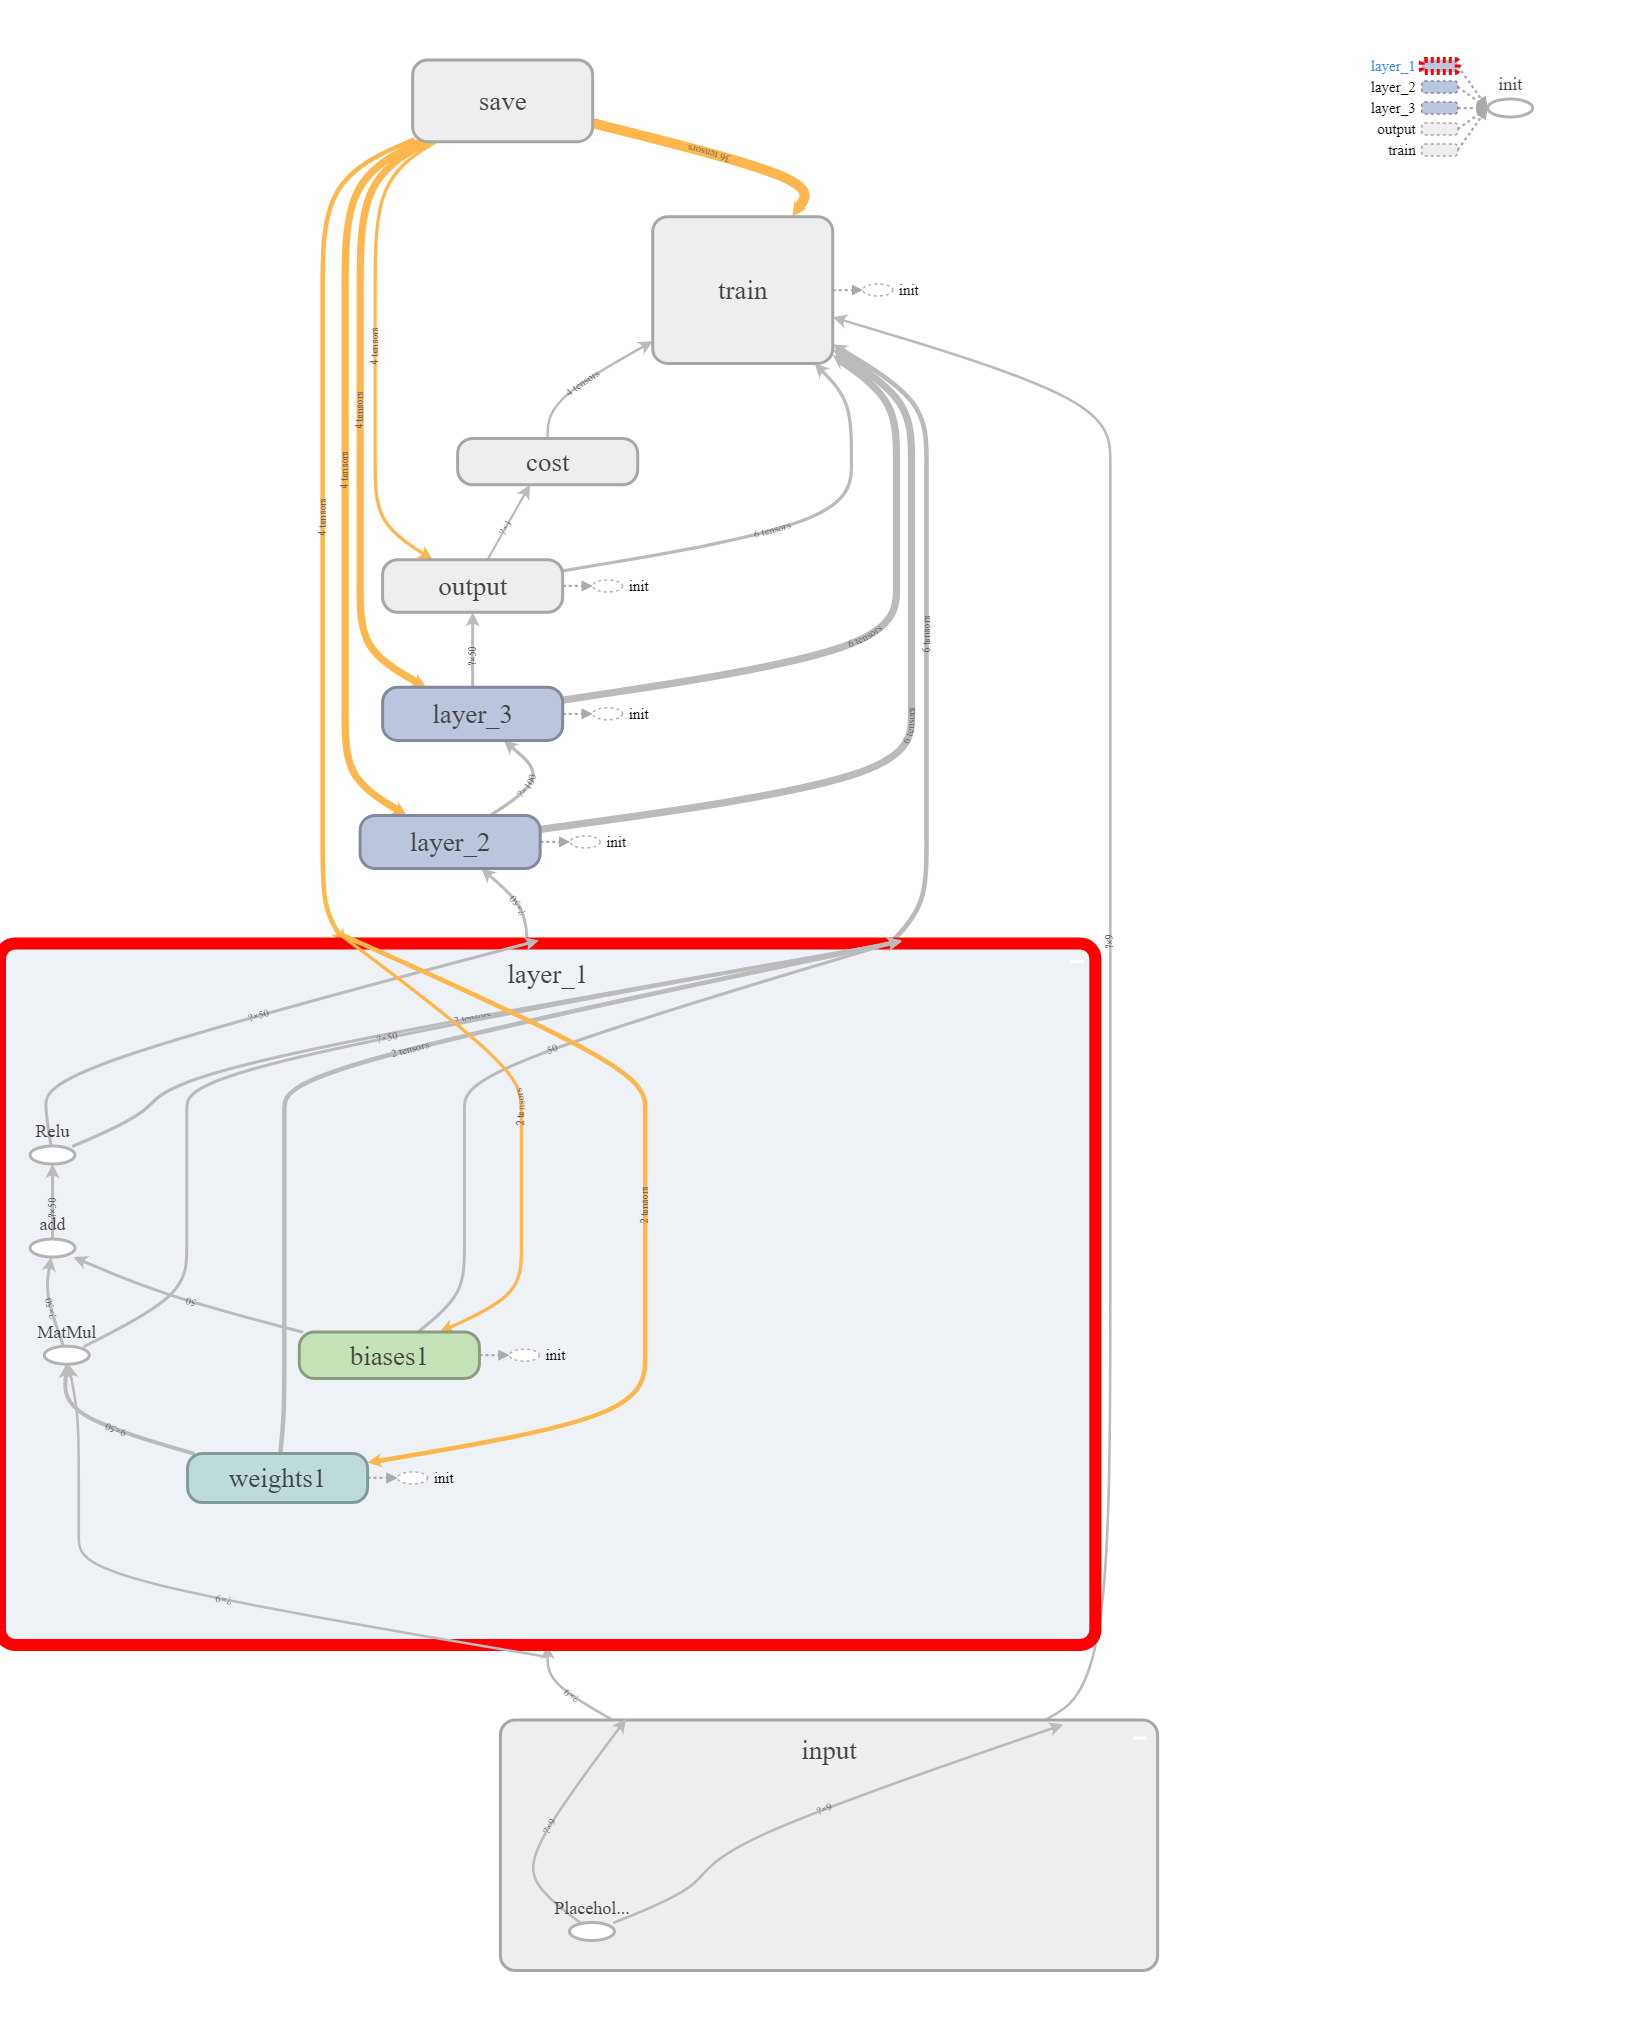 save
layer_1
layer_2
layer_3
output
train
init
36 tensors
train
init
4 tensors
4 tensors
4 tensors
4 tensors
4 tensors
cost
?×1
6 tensors
output
init
?×50
6 tensors
6 tensors
layer_3
init
?×100
6 tensors
layer_2
init
?×50
?×9
layer_1
?×50
2 tensors
?×50
2 tensors
50
2 tensors
Relu
?×50
2 tensors
add
50
?×50
MatMul
biases1
init
9×50
weights1
init
?×9
?×9
input
?×9
?×9
Placehol...